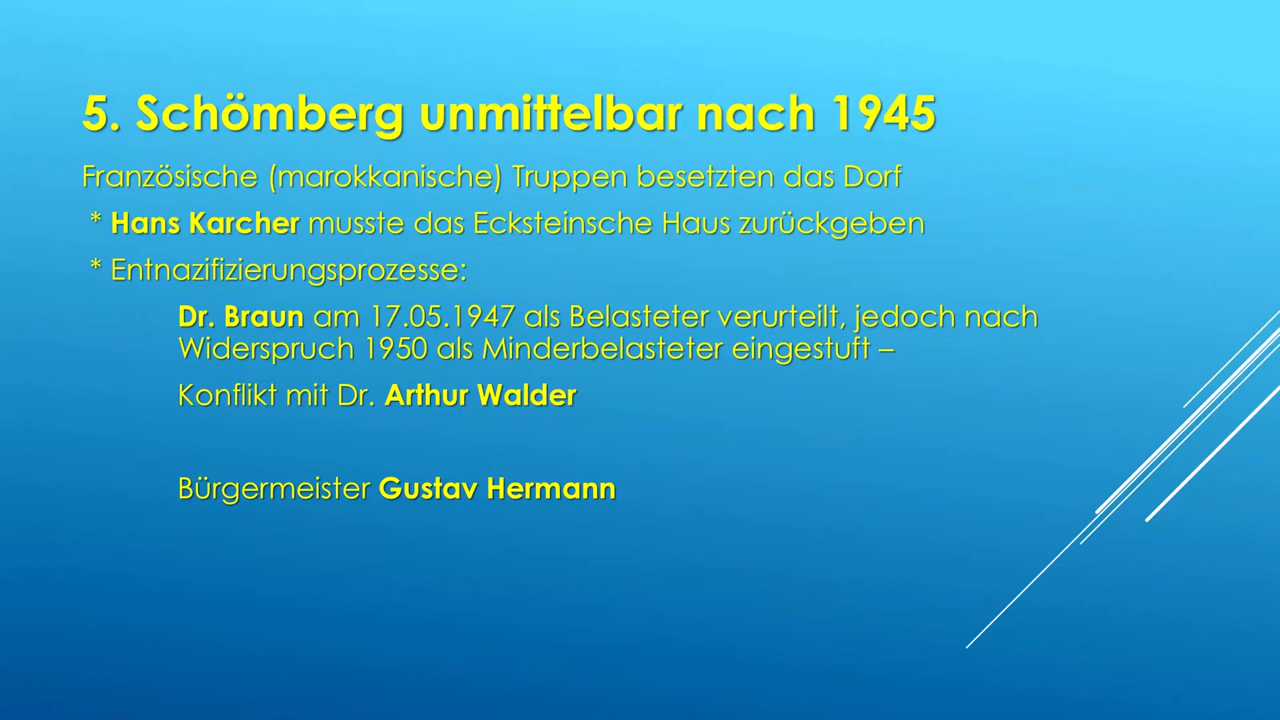 5. Schömberg unmittelbar nach 1945
Französische (marokkanische) Truppen besetzten das Dorf
* Hans Karcher musste das Ecksteinsche Haus zurückgeben
* Entnazifizierungsprozesse:
Dr. Braun am 17.05.1947 als Belasteter verurteilt, jedoch nach
Widerspruch 1950 als Minderbelasteter eingestuft –
Konflikt mit Dr. Arthur Walder
Bürgermeister Gustav Hermann